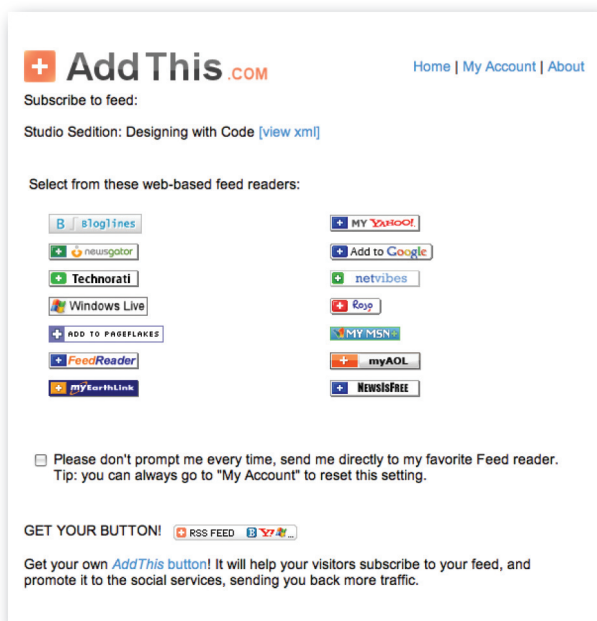 AddThis.COM
Home | My Account | About
Subscribe to feed:
Studio Sedition: Designing with Code [view xml]
Select from these web-based feed readers:
B Bloglines
MY YAHOO!
newsgator
Add to Google
Technorati
netvibes
Windows Live
Rojo
ADD TO PAGEFLAKES
MY MSN
FeedReader
myAOL
myEarthLink
NEWSISFREE
Please don't prompt me every time, send me directly to my favorite Feed reader.
Tip: you can always go to "My Account" to reset this setting.
GET YOUR BUTTON! RSS FEED B Y! ...
Get your own AddThis button! It will help your visitors subscribe to your feed, and
promote it to the social services, sending you back more traffic.